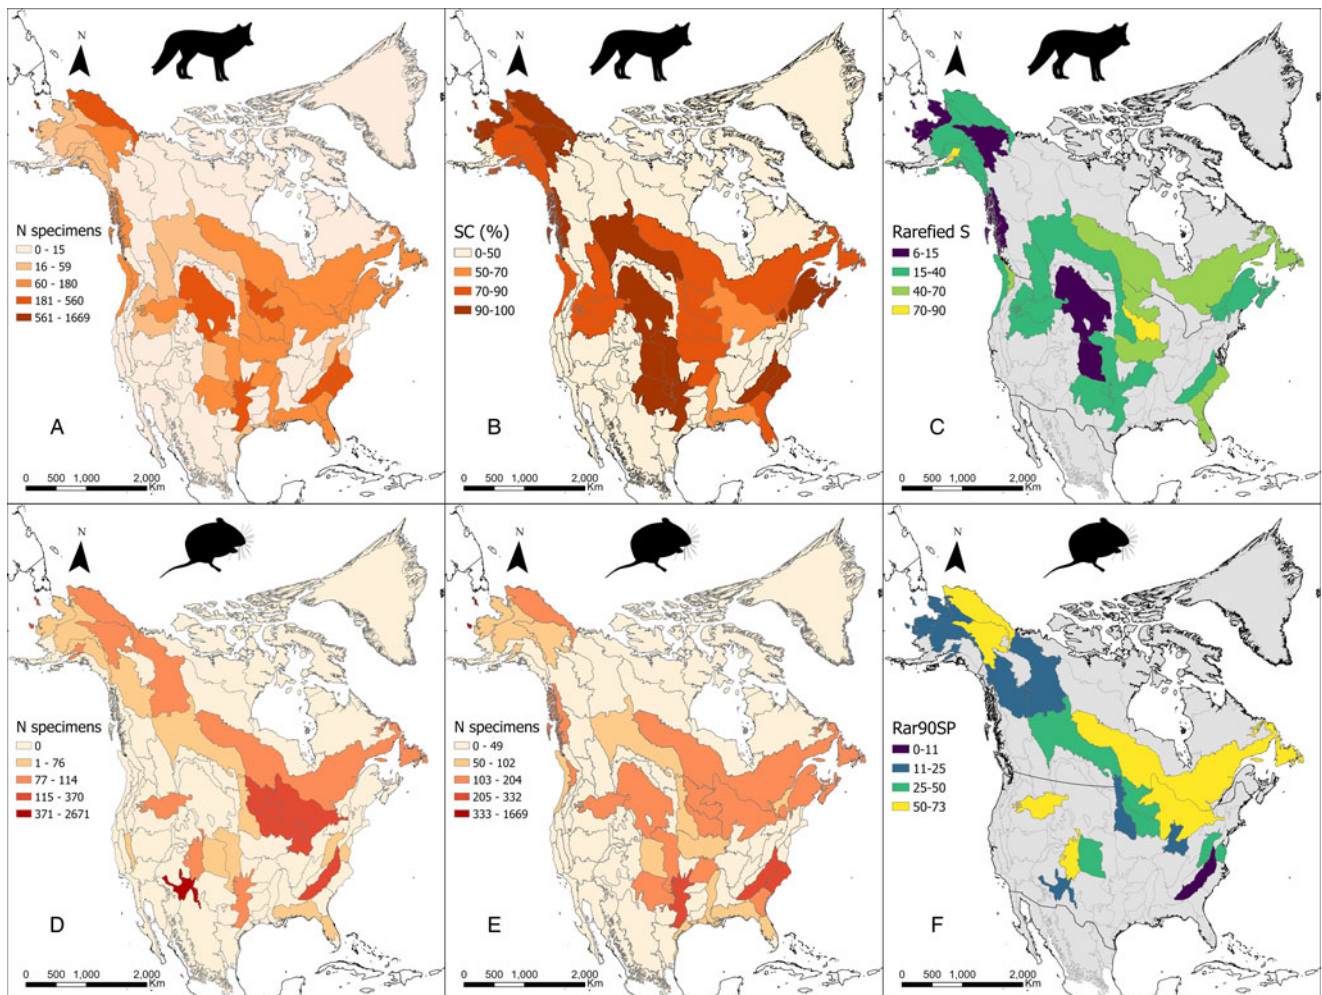 N
N specimens
0 - 15
16 - 59
60 - 180
181 - 560
561 - 1669
A
0 500 1,000 2,000
Km
N
SC (%)
0-50
50-70
70-90
90-100
B
0 500 1,000 2,000
Km
N
Rarefied S
6-15
15-40
40-70
70-90
C
0 500 1,000 2,000
Km
N
N specimens
0
1 - 76
77 - 114
115 - 370
371 - 2671
D
0 500 1,000 2,000
Km
N
N specimens
0 - 49
50 - 102
103 - 204
205 - 332
333 - 1669
E
0 500 1,000 2,000
Km
N
Rar90SP
0-11
11-25
25-50
50-73
F
0 500 1,000 2,000
Km